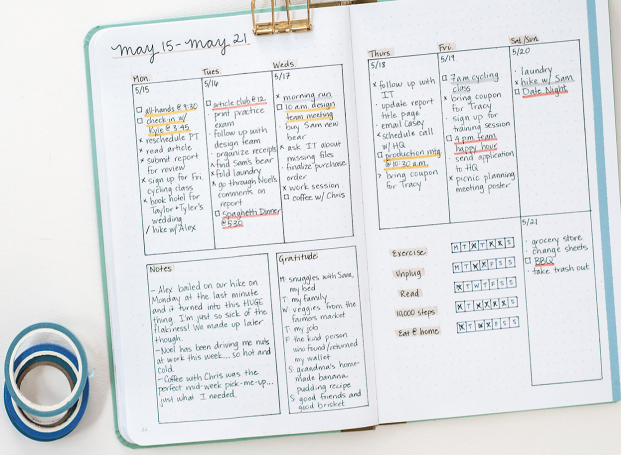 may 15 - may 21
Mon.
5/15
all-hands @ 9:30
check-in w/
Kyle @ 3:45
reschedule PT
read article
submit report
for review
sign up for Fri.
cycling class
book hotel for
Taylor + Tyler's
wedding
hike w/ Alex
Tues.
5/16
article club @ 12
print practice
exam
follow up with
design team
organize receipts
find Sam's bear
fold laundry
go through Noel's
comments on
report
Spaghetti Dinner
@ 5:30
Weds.
5/17
morning run
10 a.m. design
team meeting
buy Sam new
bear
ask IT about
missing files
finalize purchase
order
work session
coffee w/ Chris
Notes
- Alex bailed on our hike on
Monday at the last minute
and it turned into this HUGE
thing. I'm just so sick of the
flakiness! We made up later
though.
- Noel has been driving me nuts
at work this week... so hot and
cold.
- Coffee with Chris was the
perfect mid-week pick-me-up...
just what I needed.
Gratitude
M snuggles with Sam,
my bed
T my family
W veggies from the
farmers market
T my job
F the kind person
who found/returned
my wallet
S grandma's home-
made banana
pudding recipe
S good friends and
good brisket
Thurs.
5/18
follow up with
IT
update report
title page
email Casey
schedule call
w/ HQ
production mtg
@ 10:30 a.m.
bring coupon
for Tracy
Fri.
5/19
7 am cycling
class
bring coupon
for Tracy
sign up for
training session
4 pm team
happy hour
send application
to HQ
picnic planning
meeting poster
Sat/Sun.
5/20
laundry
hike w/ Sam
Date Night
5/21
grocery store
change sheets
BBQ
take trash out
Exercise
Unplug
Read
10,000 steps
Eat @ home